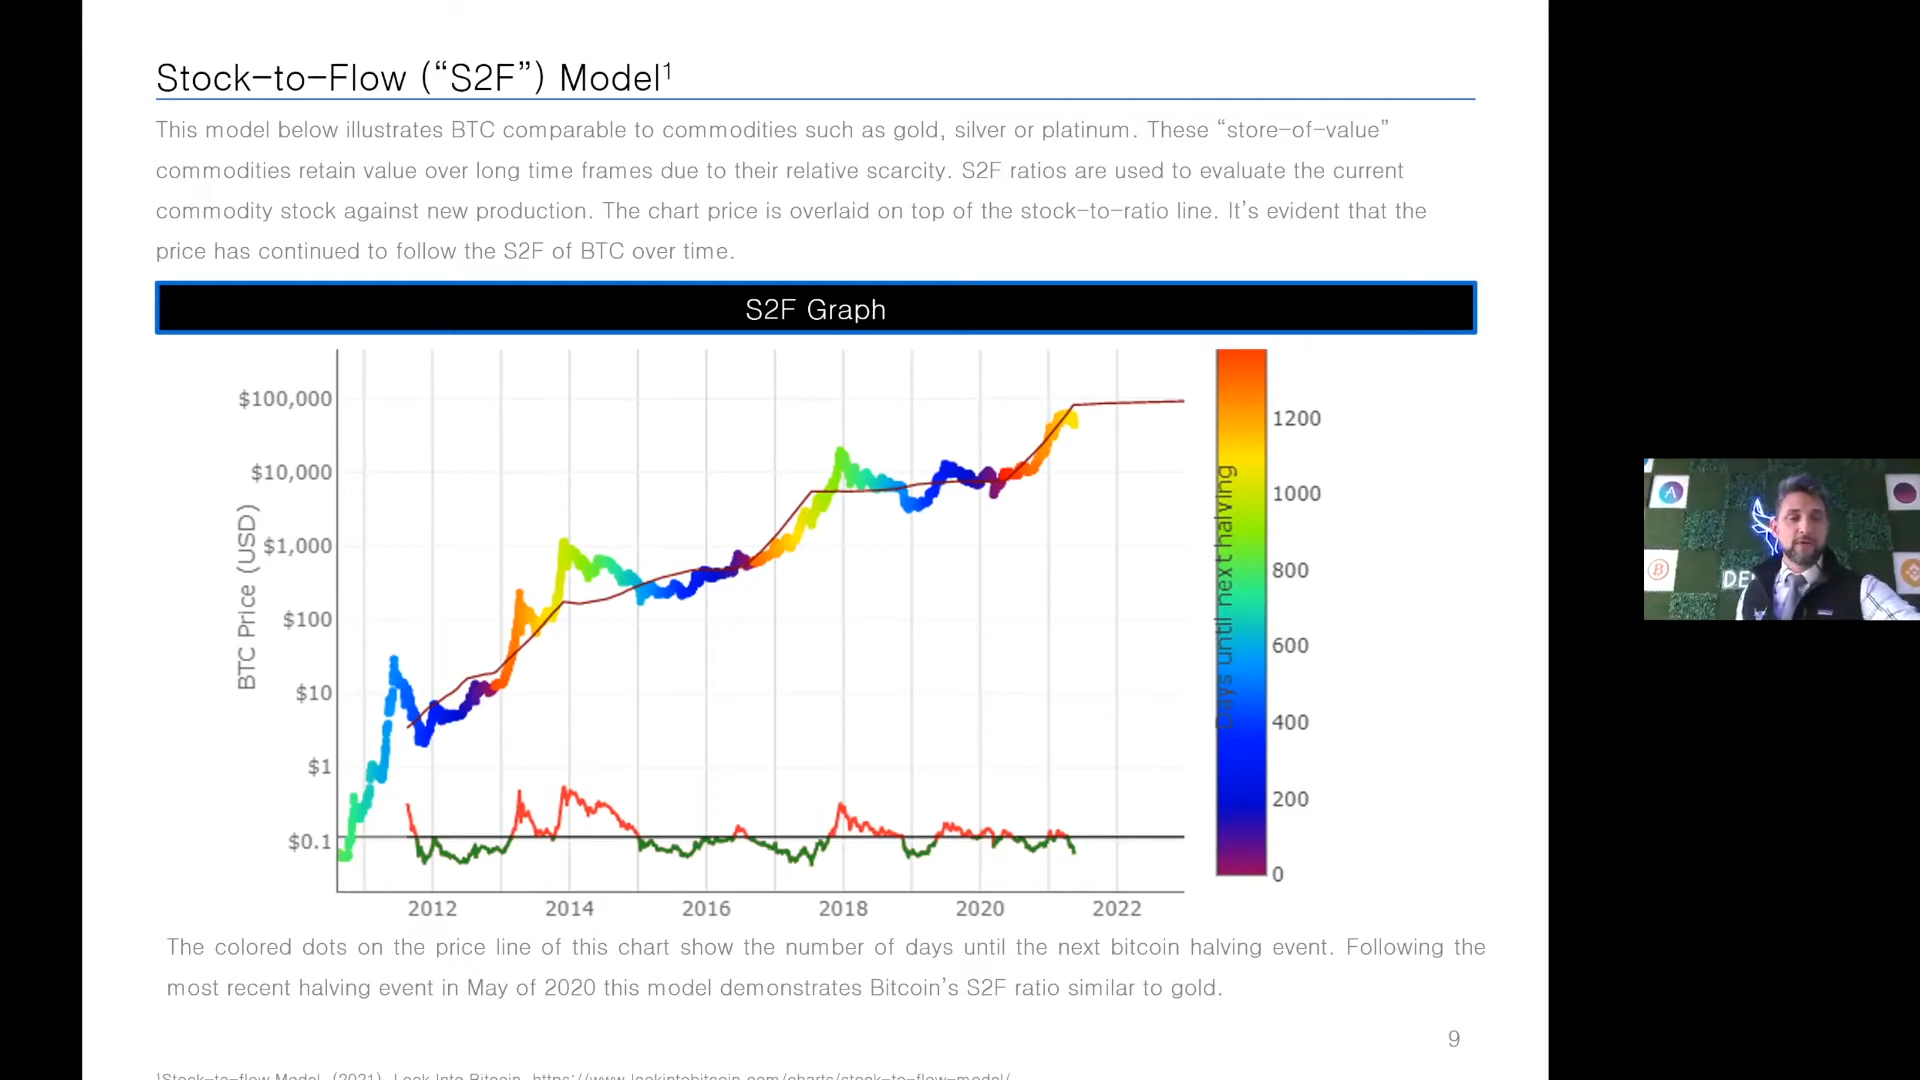 Stock-to-Flow (“S2F”) Model¹
This model below illustrates BTC comparable to commodities such as gold, silver or platinum. These “store-of-value”
commodities retain value over long time frames due to their relative scarcity. S2F ratios are used to evaluate the current
commodity stock against new production. The chart price is overlaid on top of the stock-to-ratio line. It’s evident that the
price has continued to follow the S2F of BTC over time.
S2F Graph
BTC Price (USD)
$100,000
$10,000
$1,000
$100
$10
$1
$0.1
2012 2014 2016 2018 2020 2022
Days until next halving
1200
1000
800
600
400
200
0
The colored dots on the price line of this chart show the number of days until the next bitcoin halving event. Following the
most recent halving event in May of 2020 this model demonstrates Bitcoin’s S2F ratio similar to gold.
9
¹Stock-to-flow Model. (2021). Look Into Bitcoin. https://www.lookintobitcoin.com/charts/stock-to-flow-model/